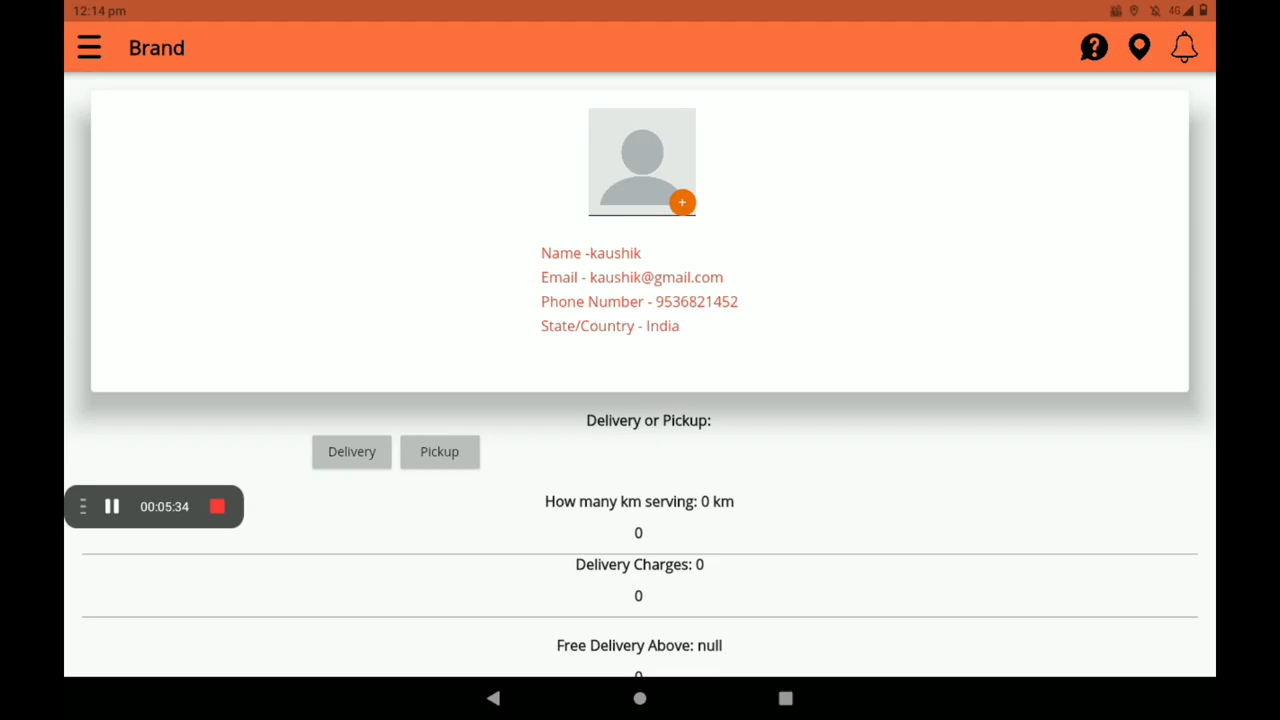 12:14 pm 4G
Brand
Name -kaushik
Email - kaushik@gmail.com
Phone Number - 9536821452
State/Country - India
Delivery or Pickup:
Delivery Pickup
How many km serving: 0 km
00:05:34
0
Delivery Charges: 0
0
Free Delivery Above: null
0